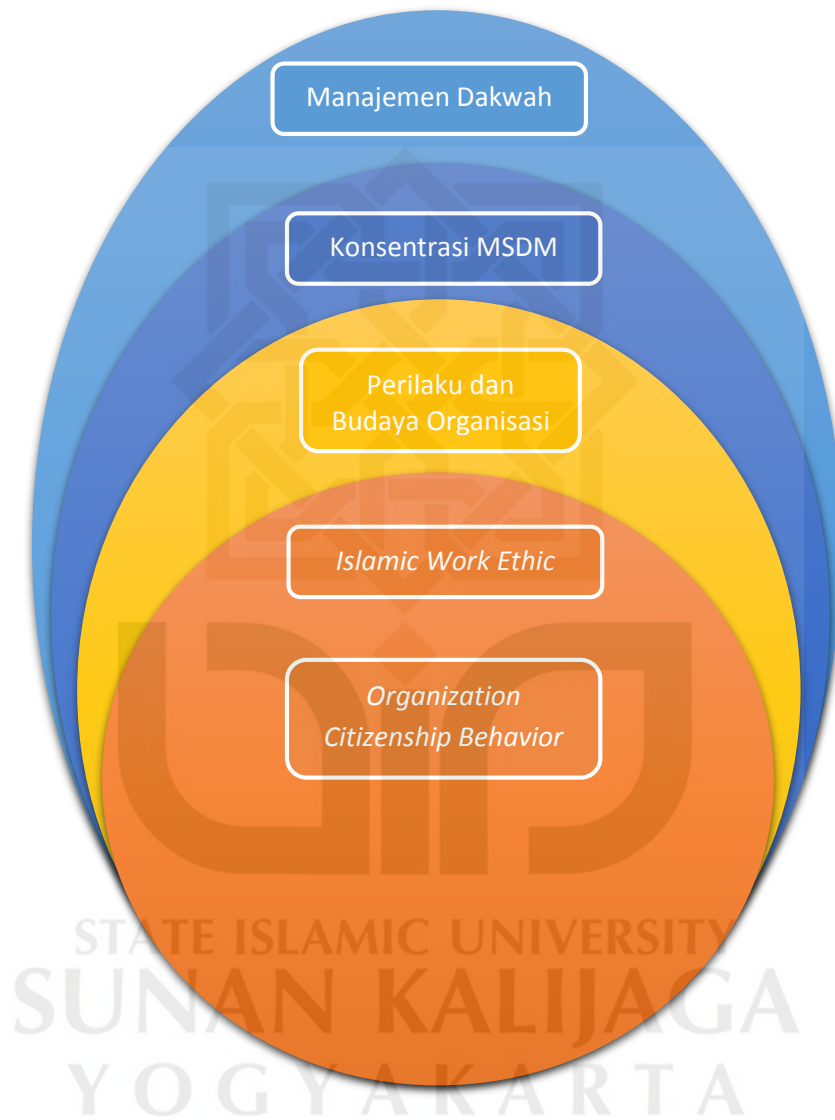 Manajemen Dakwah
Konsentrasi MSDM
Perilaku dan
Budaya Organisasi
Islamic Work Ethic
Organization
Citizenship Behavior
STATE ISLAMIC UNIVERSITY
SUNAN KALIJAGA
YOGYAKARTA